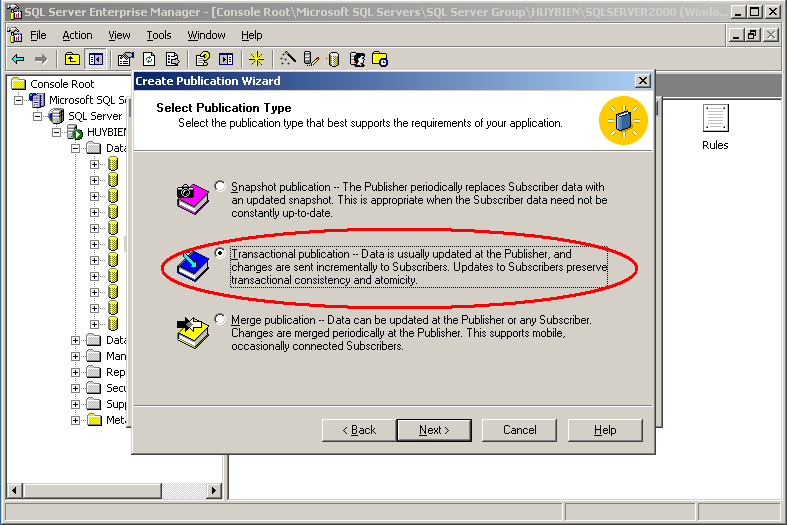 SQL Server Enterprise Manager - [Console Root\Microsoft SQL Servers\SQL Server Group\HUYBIEN\SQLSERVER2000 (Windo...
File Action View Tools Window Help
Console Root
Microsoft SQL Se
SQL Server
HUYBIEN
Data
Data
Man
Rep
Secu
Supp
Meta
Create Publication Wizard
Select Publication Type
Select the publication type that best supports the requirements of your application.
Snapshot publication -- The Publisher periodically replaces Subscriber data with
an updated snapshot. This is appropriate when the Subscriber data need not be
constantly up-to-date.
Transactional publication -- Data is usually updated at the Publisher, and
changes are sent incrementally to Subscribers. Updates to Subscribers preserve
transactional consistency and atomicity.
Merge publication -- Data can be updated at the Publisher or any Subscriber.
Changes are merged periodically at the Publisher. This supports mobile,
occasionally connected Subscribers.
< Back Next > Cancel Help
Rules